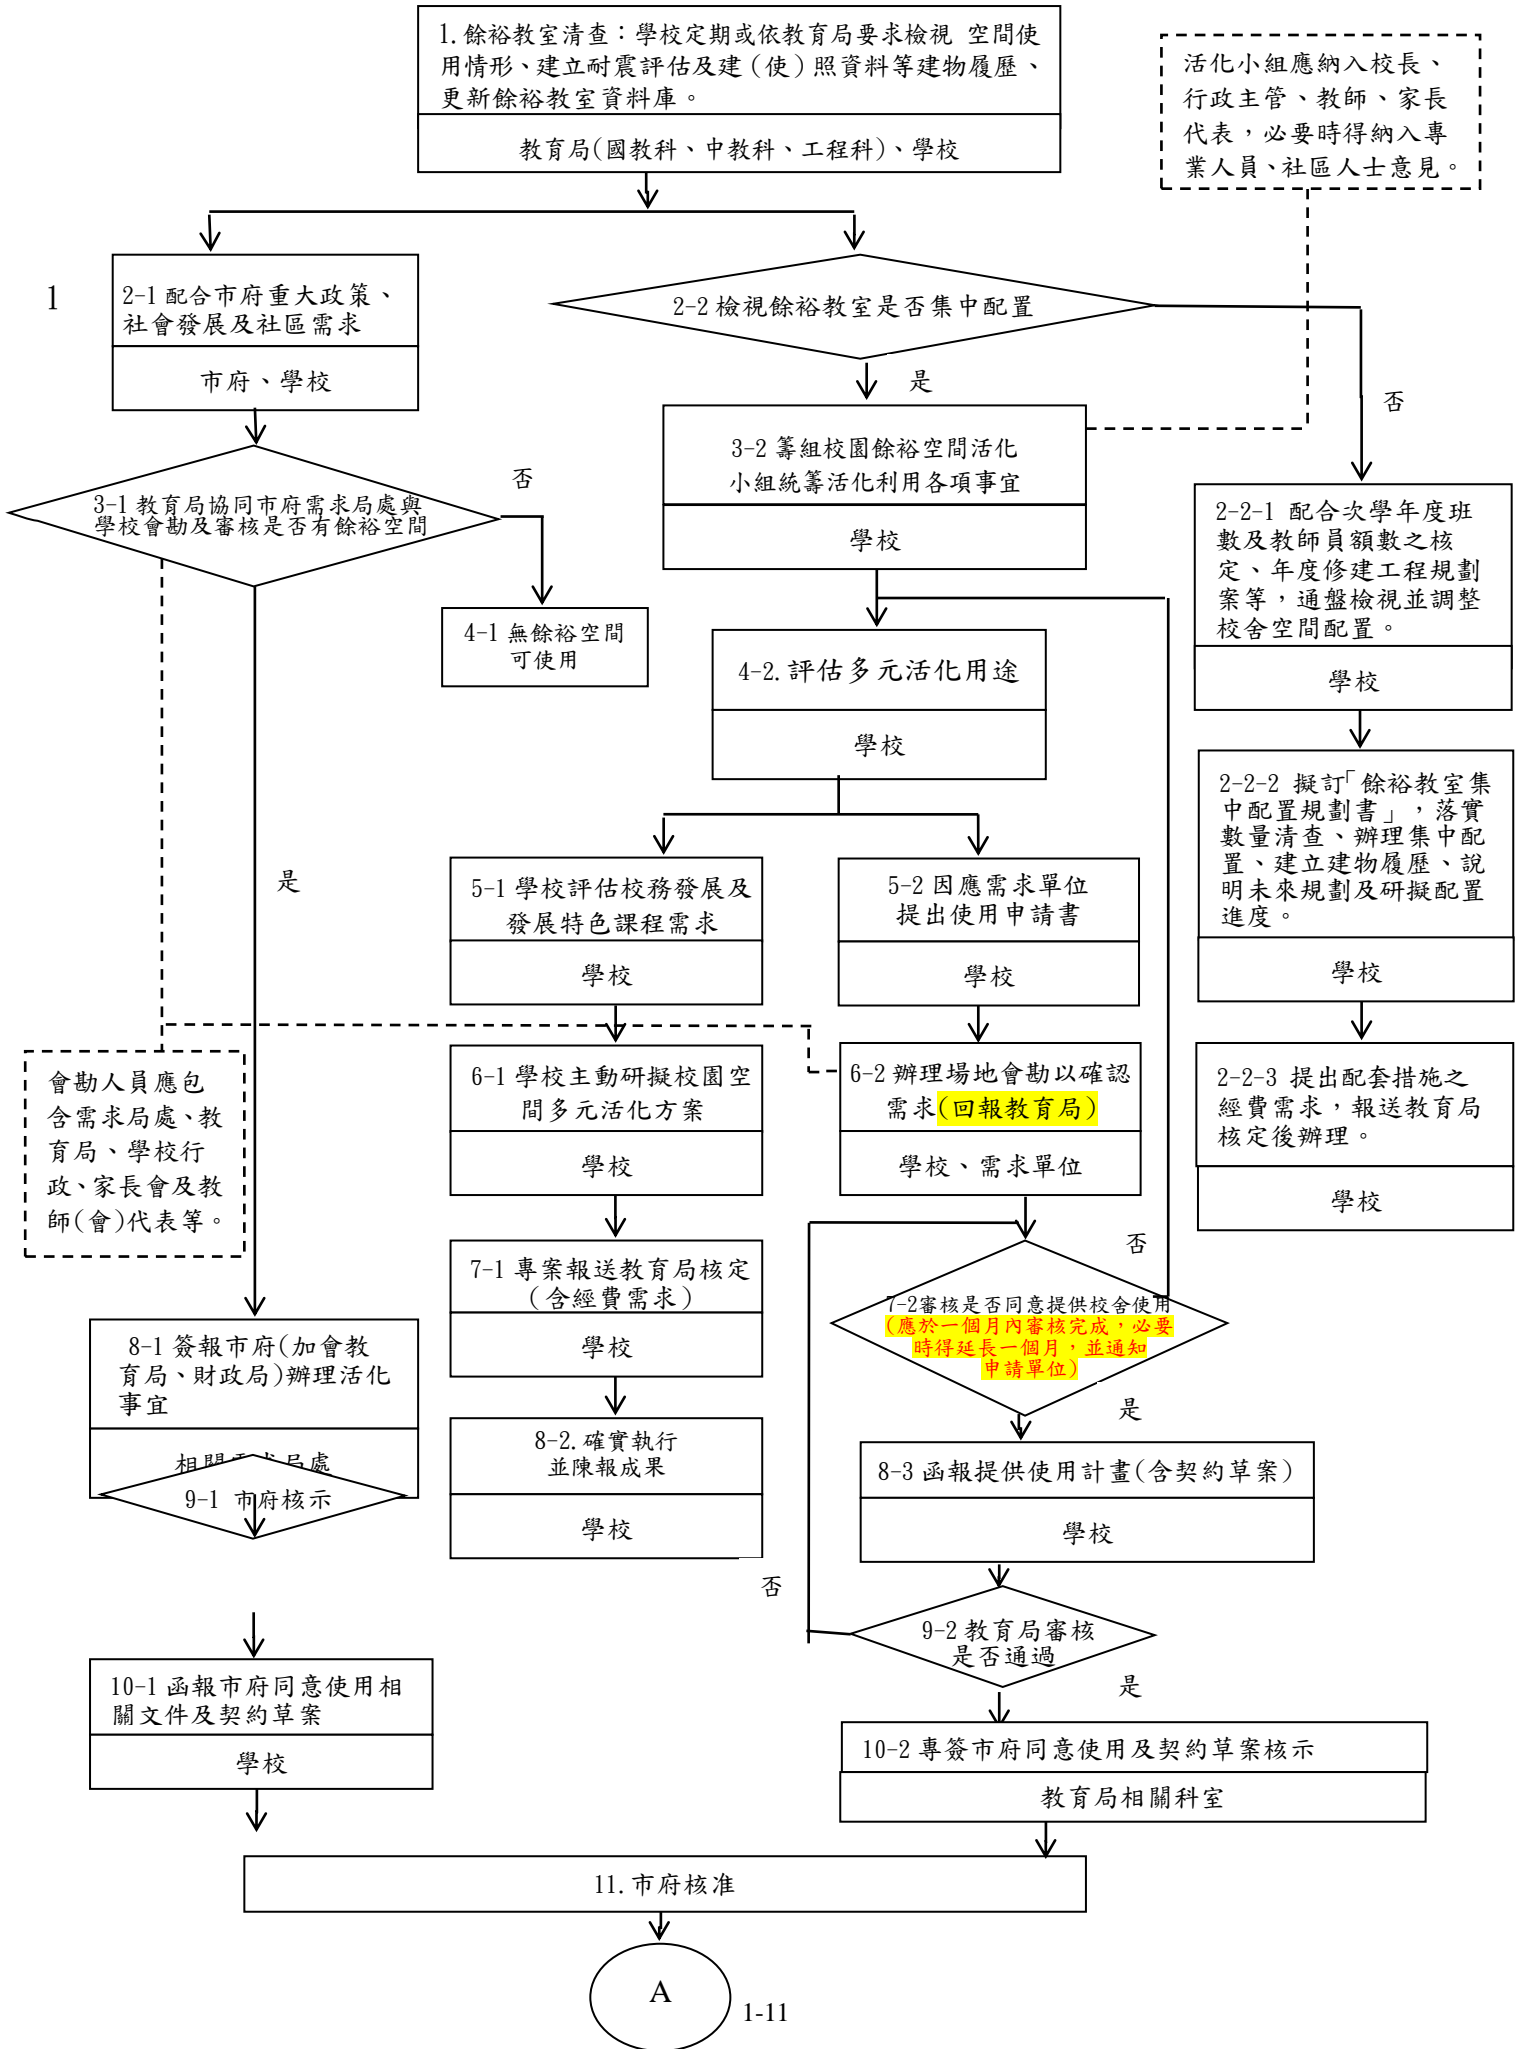 1.餘裕教室清查：學校定期或依教育局要求檢視 空間使
用情形、建立耐震評估及建(使)照資料等建物履歷、
更新餘裕教室資料庫。
教育局(國教科、中教科、工程科)、學校
活化小組應納入校長、
行政主管、教師、家長
代表，必要時得納入專
業人員、社區人士意見。
1
2-1 配合市府重大政策、
社會發展及社區需求
市府、學校
2-2 檢視餘裕教室是否集中配置
是
否
3-1 教育局協同市府需求局處與
學校會勘及審核是否有餘裕空間
否
3-2 籌組校園餘裕空間活化
小組統籌活化利用各項事宜
學校
2-2-1 配合次學年度班
數及教師員額數之核
定、年度修建工程規劃
案等，通盤檢視並調整
校舍空間配置。
學校
4-1 無餘裕空間
可使用
4-2.評估多元活化用途
學校
2-2-2 擬訂「餘裕教室集
中配置規劃書」，落實
數量清查、辦理集中配
置、建立建物履歷、說
明未來規劃及研擬配置
進度。
學校
是
5-1 學校評估校務發展及
發展特色課程需求
學校
5-2 因應需求單位
提出使用申請書
學校
會勘人員應包
含需求局處、教
育局、學校行
政、家長會及教
師(會)代表等。
6-1 學校主動研擬校園空
間多元活化方案
學校
6-2 辦理場地會勘以確認
需求(回報教育局)
學校、需求單位
2-2-3 提出配套措施之
經費需求，報送教育局
核定後辦理。
學校
7-1 專案報送教育局核定
(含經費需求)
學校
否
7-2審核是否同意提供校舍使用
(應於一個月內審核完成，必要
時得延長一個月，並通知
申請單位)
是
8-1 簽報市府(加會教
育局、財政局)辦理活化
事宜
相關需求局處
9-1 市府核示
8-2.確實執行
並陳報成果
學校
8-3 函報提供使用計畫(含契約草案)
學校
否
9-2 教育局審核
是否通過
是
10-1 函報市府同意使用相
關文件及契約草案
學校
10-2 專簽市府同意使用及契約草案核示
教育局相關科室
11.市府核准
A
1-11